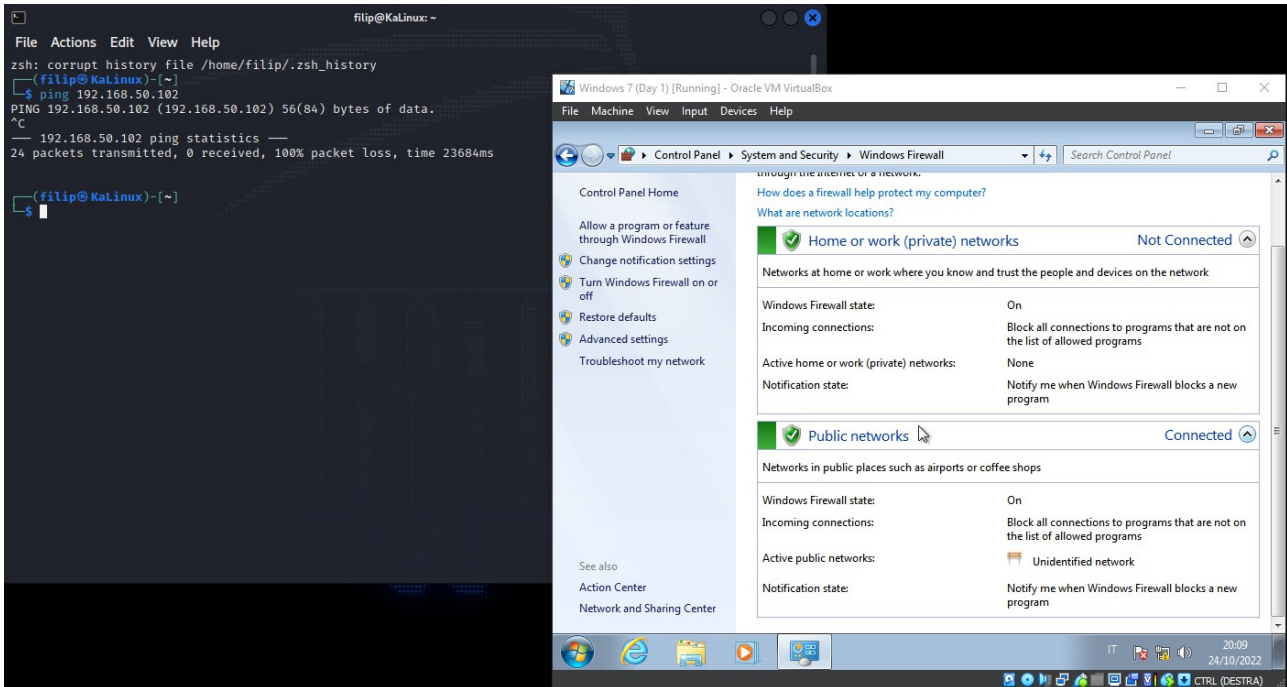 filip@KaLinux: ~
File Actions Edit View Help
zsh: corrupt history file /home/filip/.zsh_history
┌──(filip㉿KaLinux)-[~]
└─$ ping 192.168.50.102
PING 192.168.50.102 (192.168.50.102) 56(84) bytes of data.
^C
── 192.168.50.102 ping statistics ──
24 packets transmitted, 0 received, 100% packet loss, time 23684ms
┌──(filip㉿KaLinux)-[~]
└─$
Windows 7 (Day 1) [Running] - Oracle VM VirtualBox
File Machine View Input Devices Help
Control Panel System and Security Windows Firewall
Search Control Panel
Control Panel Home
Allow a program or feature
through Windows Firewall
Change notification settings
Turn Windows Firewall on or
off
Restore defaults
Advanced settings
Troubleshoot my network
See also
Action Center
Network and Sharing Center
through the Internet or a network.
How does a firewall help protect my computer?
What are network locations?
Home or work (private) networks Not Connected
Networks at home or work where you know and trust the people and devices on the network
Windows Firewall state: On
Incoming connections: Block all connections to programs that are not on
the list of allowed programs
Active home or work (private) networks: None
Notification state: Notify me when Windows Firewall blocks a new
program
Public networks Connected
Networks in public places such as airports or coffee shops
Windows Firewall state: On
Incoming connections: Block all connections to programs that are not on
the list of allowed programs
Active public networks: Unidentified network
Notification state: Notify me when Windows Firewall blocks a new
program
IT
20:09
24/10/2022
CTRL (DESTRA)